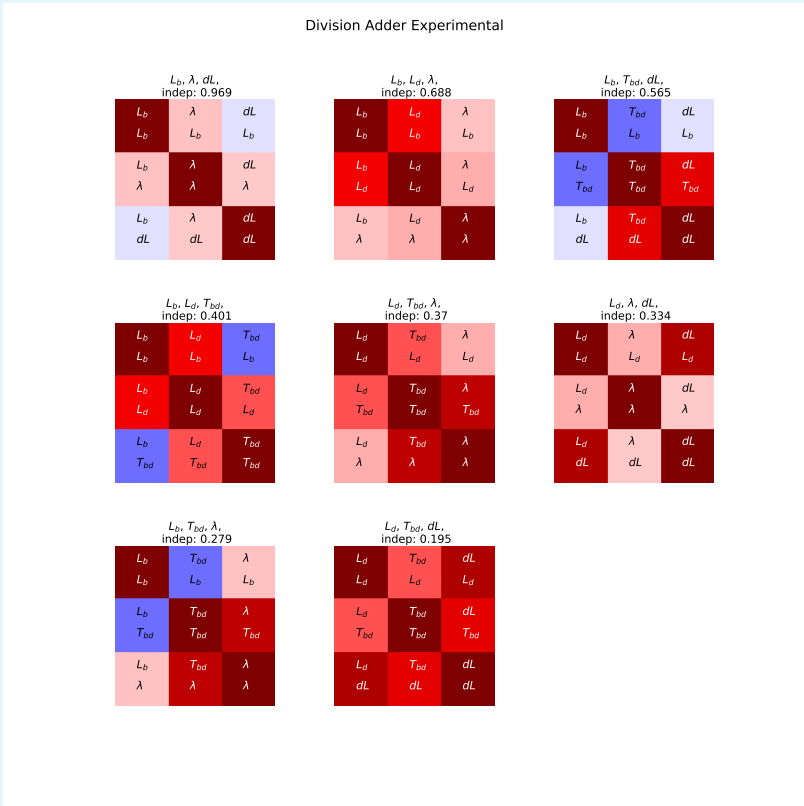 Division Adder Experimental
L_b, λ, dL,
indep: 0.969
L_b λ dL
L_b L_b L_b
L_b λ dL
λ λ λ
L_b λ dL
dL dL dL
L_b, L_d, λ,
indep: 0.688
L_b L_d λ
L_b L_b L_b
L_b L_d λ
L_d L_d L_d
L_b L_d λ
λ λ λ
L_b, T_bd, dL,
indep: 0.565
L_b T_bd dL
L_b L_b L_b
L_b T_bd dL
T_bd T_bd T_bd
L_b T_bd dL
dL dL dL
L_b, L_d, T_bd,
indep: 0.401
L_b L_d T_bd
L_b L_b L_b
L_b L_d T_bd
L_d L_d L_d
L_b L_d T_bd
T_bd T_bd T_bd
L_d, T_bd, λ,
indep: 0.37
L_d T_bd λ
L_d L_d L_d
L_d T_bd λ
T_bd T_bd T_bd
L_d T_bd λ
λ λ λ
L_d, λ, dL,
indep: 0.334
L_d λ dL
L_d L_d L_d
L_d λ dL
λ λ λ
L_d λ dL
dL dL dL
L_b, T_bd, λ,
indep: 0.279
L_b T_bd λ
L_b L_b L_b
L_b T_bd λ
T_bd T_bd T_bd
L_b T_bd λ
λ λ λ
L_d, T_bd, dL,
indep: 0.195
L_d T_bd dL
L_d L_d L_d
L_d T_bd dL
T_bd T_bd T_bd
L_d T_bd dL
dL dL dL